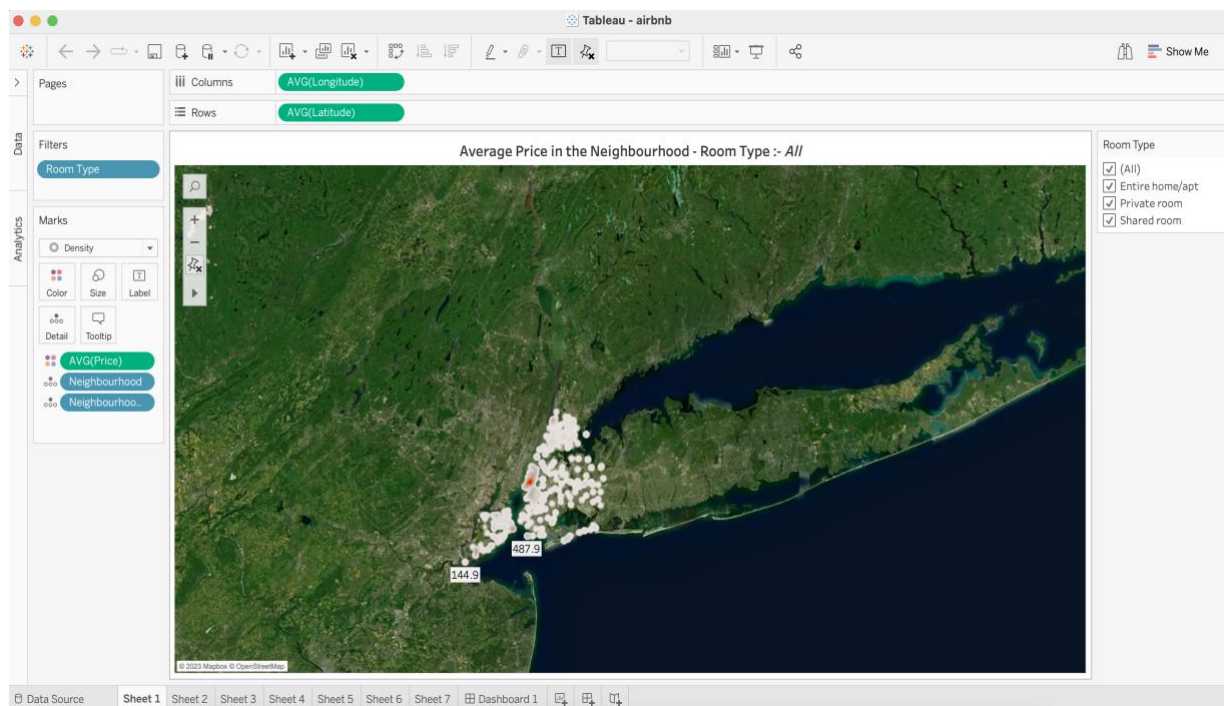 Tableau - airbnb
Show Me
Pages
Columns
AVG(Longitude)
Rows
AVG(Latitude)
Data
Analytics
Filters
Room Type
Marks
Density
Color
Size
Label
Detail
Tooltip
AVG(Price)
Neighbourhood
Neighbourhoo..
Average Price in the Neighbourhood - Room Type :- All
487.9
144.9
© 2023 Mapbox © OpenStreetMap
Room Type
(All)
Entire home/apt
Private room
Shared room
Data Source
Sheet 1
Sheet 2
Sheet 3
Sheet 4
Sheet 5
Sheet 6
Sheet 7
Dashboard 1